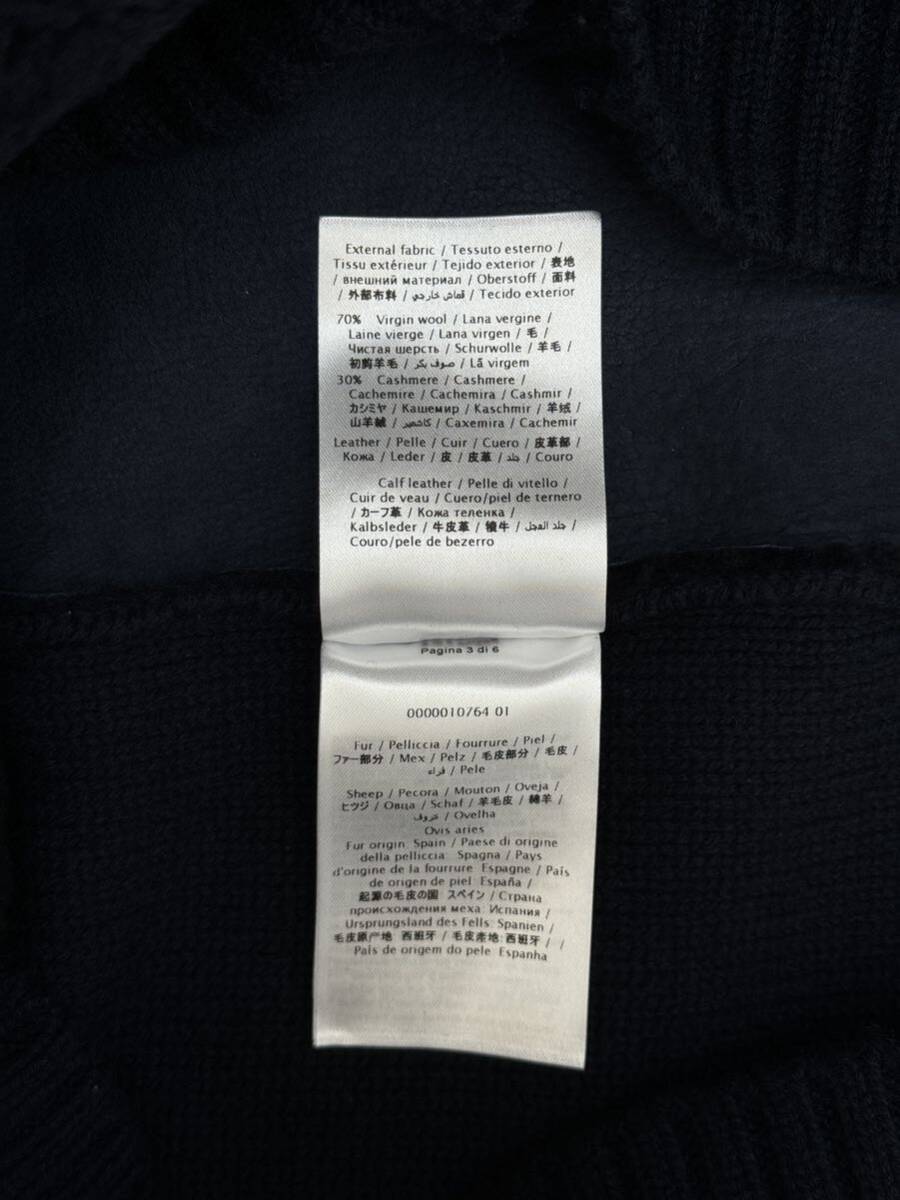 External fabric / Tessuto esterno /
Tissu extérieur / Tejido exterior / 表地
/ внешний материал / Oberstoff / 面料
/ 外部布料 / قماش خارجي / Tecido exterior
70% Virgin wool / Lana vergine /
Laine vierge / Lana virgen / 毛 /
Чистая шерсть / Schurwolle / 羊毛 /
初剪羊毛 / صوف بكر / Lã virgem
30% Cashmere / Cashmere /
Cachemire / Cachemira / Cashmir /
カシミヤ / Кашемир / Kaschmir / 羊绒 /
山羊絨 / كاشمير / Caxemira / Cachemir
Leather / Pelle / Cuir / Cuero / 皮革部 /
Кожа / Leder / 皮 / 皮革 / جلد / Couro
Calf leather / Pelle di vitello /
Cuir de veau / Cuero/piel de ternero
/ カーフ革 / Кожа теленка /
Kalbsleder / 牛皮革 / 犢牛 / جلد العجل /
Couro/pele de bezerro
Pagina 3 di 6
0000010764 01
Fur / Pelliccia / Fourrure / Piel /
ファー部分 / Мех / Pelz / 毛皮部分 / 毛皮 /
فراء / Pele
Sheep / Pecora / Mouton / Oveja /
ヒツジ / Овца / Schaf / 羊毛皮 / 綿羊 /
خروف / Ovelha
Ovis aries
Fur origin: Spain / Paese di origine
della pelliccia: Spagna / Pays
d'origine de la fourrure: Espagne / País
de origen de piel: España /
起源の毛皮の国: スペイン / Страна
происхождения меха: Испания /
Ursprungsland des Fells: Spanien /
毛皮原产地: 西班牙 / 毛皮產地: 西班牙 / /
País de origem do pele: Espanha